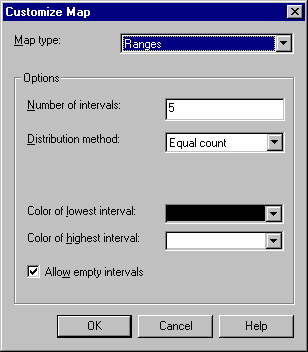 Customize Map
Map type: Ranges
Options
Number of intervals: 5
Distribution method: Equal count
Color of lowest interval:
Color of highest interval:
Allow empty intervals
OK Cancel Help